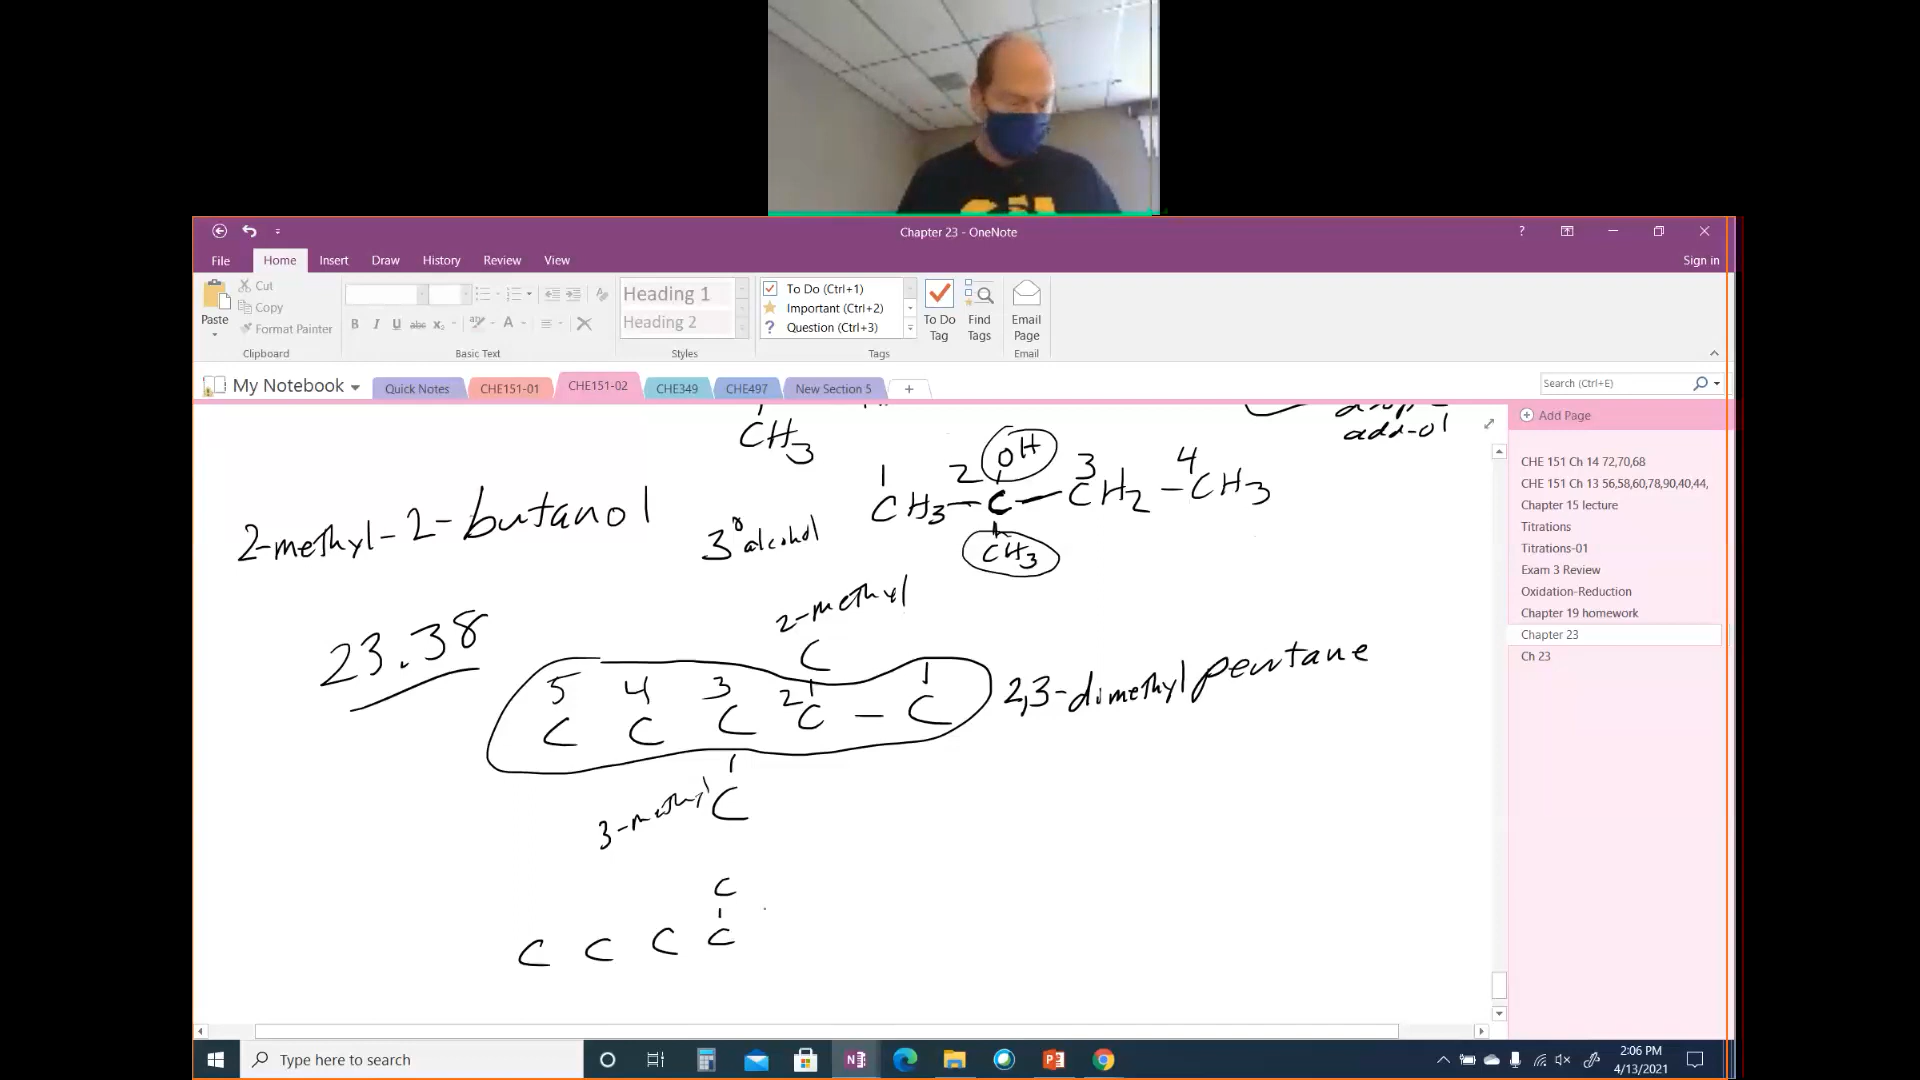 Chapter 23 - OneNote
File Home Insert Draw History Review View Sign in
Cut
Copy
Format Painter
Paste
Clipboard
Basic Text
Heading 1
Heading 2
Styles
To Do (Ctrl+1)
Important (Ctrl+2)
Question (Ctrl+3)
Tags
To Do Tag
Find Tags
Email Page
Email
My Notebook Quick Notes CHE151-01 CHE151-02 CHE349 CHE497 New Section 5
Search (Ctrl+E)
Add Page
CHE 151 Ch 14 72,70,68
CHE 151 Ch 13 56,58,60,78,90,40,44,
Chapter 15 lecture
Titrations
Titrations-01
Exam 3 Review
Oxidation-Reduction
Chapter 19 homework
Chapter 23
Ch 23
CH3
add-ol
1 2 OH 3 4
CH3-C-CH2-CH3
CH3
2-methyl-2-butanol
3° alcohol
23.38
2-methyl
C
5 4 3 2 1
C C C C - C
2,3-dimethylpentane
3-methyl C
C
C C C C
Type here to search
2:06 PM
4/13/2021